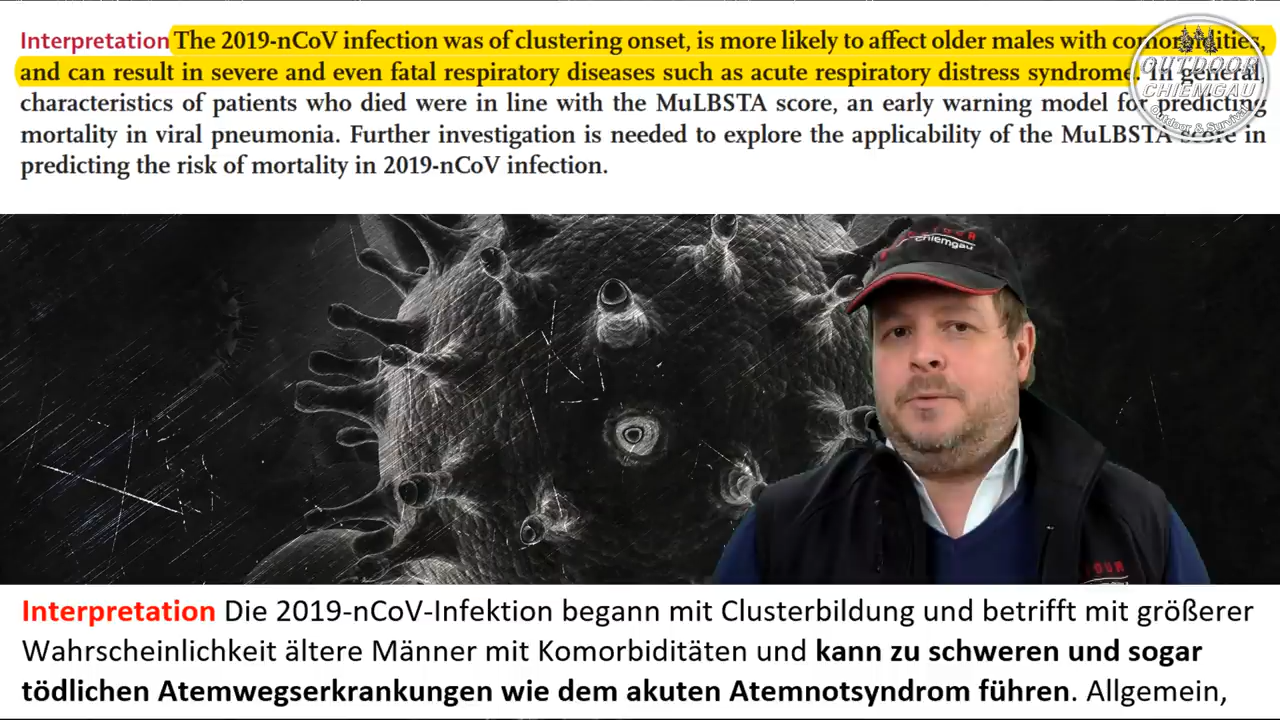 Interpretation The 2019-nCoV infection was of clustering onset, is more likely to affect older males with comorbidities,
and can result in severe and even fatal respiratory diseases such as acute respiratory distress syndrome. In general,
characteristics of patients who died were in line with the MuLBSTA score, an early warning model for predicting
mortality in viral pneumonia. Further investigation is needed to explore the applicability of the MuLBSTA score in
predicting the risk of mortality in 2019-nCoV infection.
OUTDOOR
CHIEMGAU
Outdoor & Survival
chiemgau
Interpretation Die 2019-nCoV-Infektion begann mit Clusterbildung und betrifft mit größerer
Wahrscheinlichkeit ältere Männer mit Komorbiditäten und kann zu schweren und sogar
tödlichen Atemwegserkrankungen wie dem akuten Atemnotsyndrom führen. Allgemein,